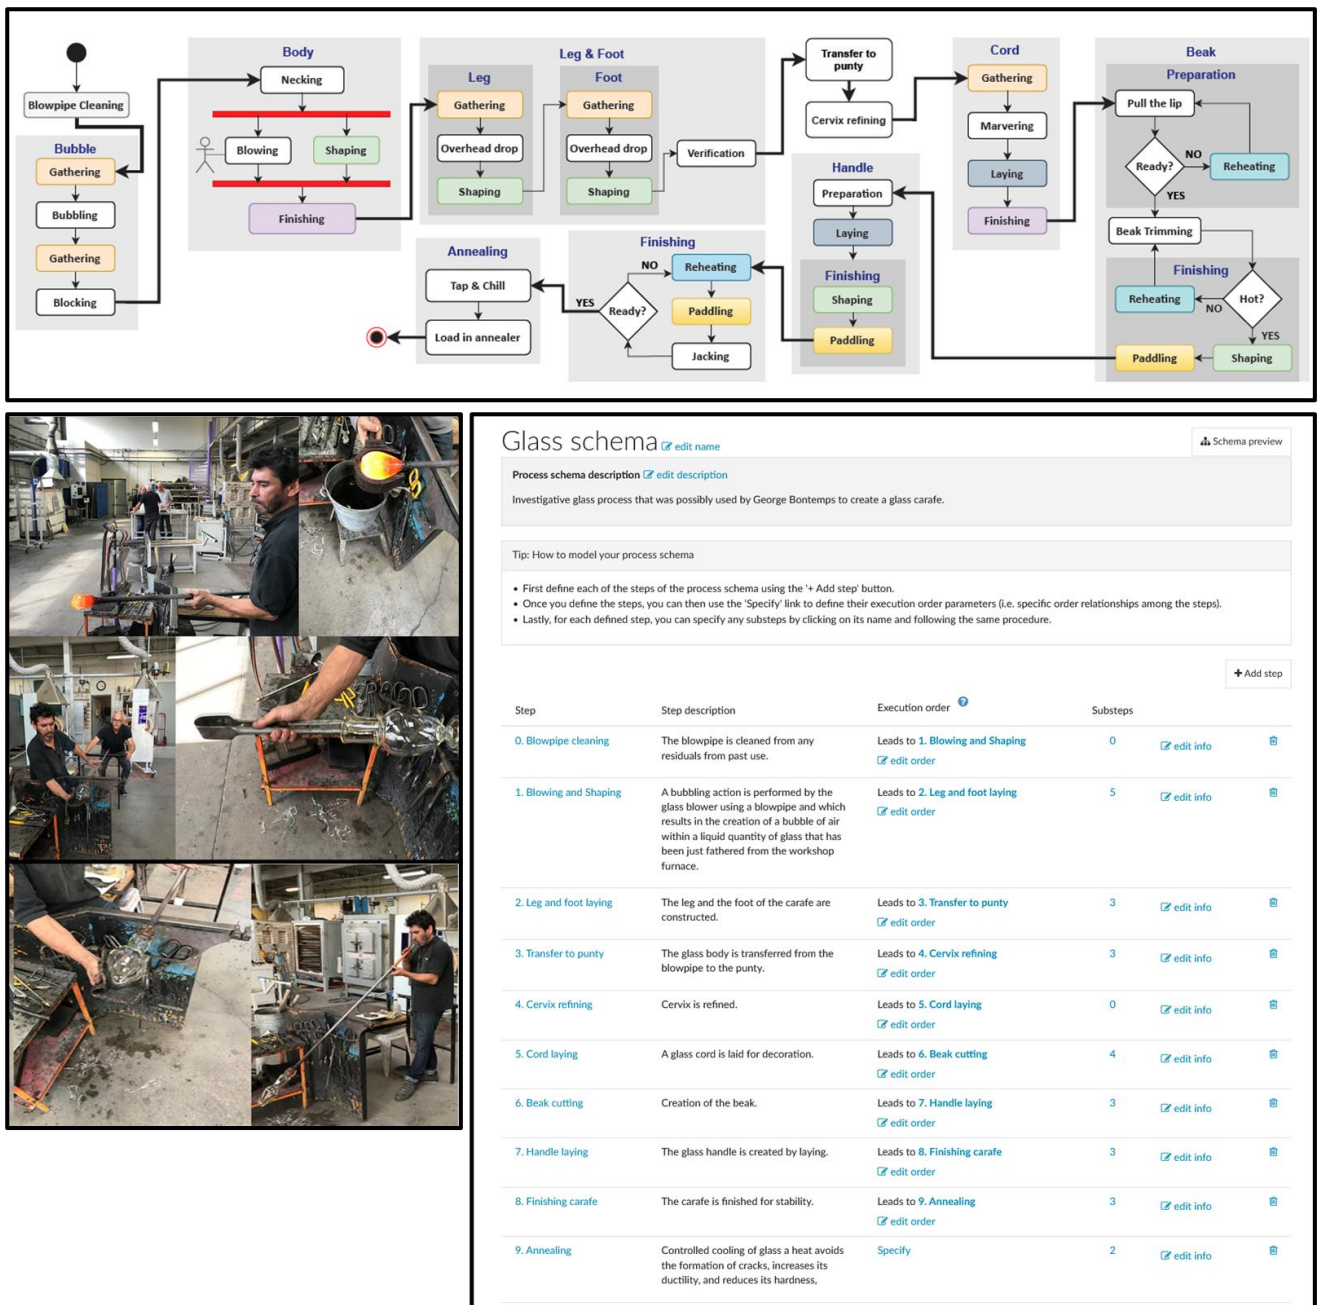 Blowpipe Cleaning
Bubble
Gathering
Bubbling
Gathering
Blocking
Body
Necking
Blowing
Shaping
Finishing
Leg & Foot
Leg
Gathering
Overhead drop
Shaping
Foot
Gathering
Overhead drop
Shaping
Verification
Transfer to
punty
Cervix refining
Cord
Gathering
Marvering
Laying
Finishing
Beak
Preparation
Pull the lip
Ready?
NO
Reheating
YES
Beak Trimming
Finishing
Hot?
NO
Reheating
YES
Shaping
Paddling
Handle
Preparation
Laying
Finishing
Shaping
Paddling
Finishing
Reheating
Paddling
Jacking
Ready?
NO
YES
Annealing
Tap & Chill
Load in annealer
Glass schema edit name
Schema preview
Process schema description edit description
Investigative glass process that was possibly used by George Bontemps to create a glass carafe.
Tip: How to model your process schema
• First define each of the steps of the process schema using the '+ Add step' button.
• Once you define the steps, you can then use the 'Specify' link to define their execution order parameters (i.e. specific order relationships among the steps).
• Lastly, for each defined step, you can specify any substeps by clicking on its name and following the same procedure.
+ Add step
Step Step description Execution order ? Substeps
0. Blowpipe cleaning The blowpipe is cleaned from any Leads to 1. Blowing and Shaping 0 edit info
residuals from past use. edit order
1. Blowing and Shaping A bubbling action is performed by the Leads to 2. Leg and foot laying 5 edit info
glass blower using a blowpipe and which edit order
results in the creation of a bubble of air
within a liquid quantity of glass that has
been just fathered from the workshop
furnace.
2. Leg and foot laying The leg and the foot of the carafe are Leads to 3. Transfer to punty 3 edit info
constructed. edit order
3. Transfer to punty The glass body is transferred from the Leads to 4. Cervix refining 3 edit info
blowpipe to the punty. edit order
4. Cervix refining Cervix is refined. Leads to 5. Cord laying 0 edit info
edit order
5. Cord laying A glass cord is laid for decoration. Leads to 6. Beak cutting 4 edit info
edit order
6. Beak cutting Creation of the beak. Leads to 7. Handle laying 3 edit info
edit order
7. Handle laying The glass handle is created by laying. Leads to 8. Finishing carafe 3 edit info
edit order
8. Finishing carafe The carafe is finished for stability. Leads to 9. Annealing 3 edit info
edit order
9. Annealing Controlled cooling of glass a heat avoids Specify 2 edit info
the formation of cracks, increases its
ductility, and reduces its hardness,